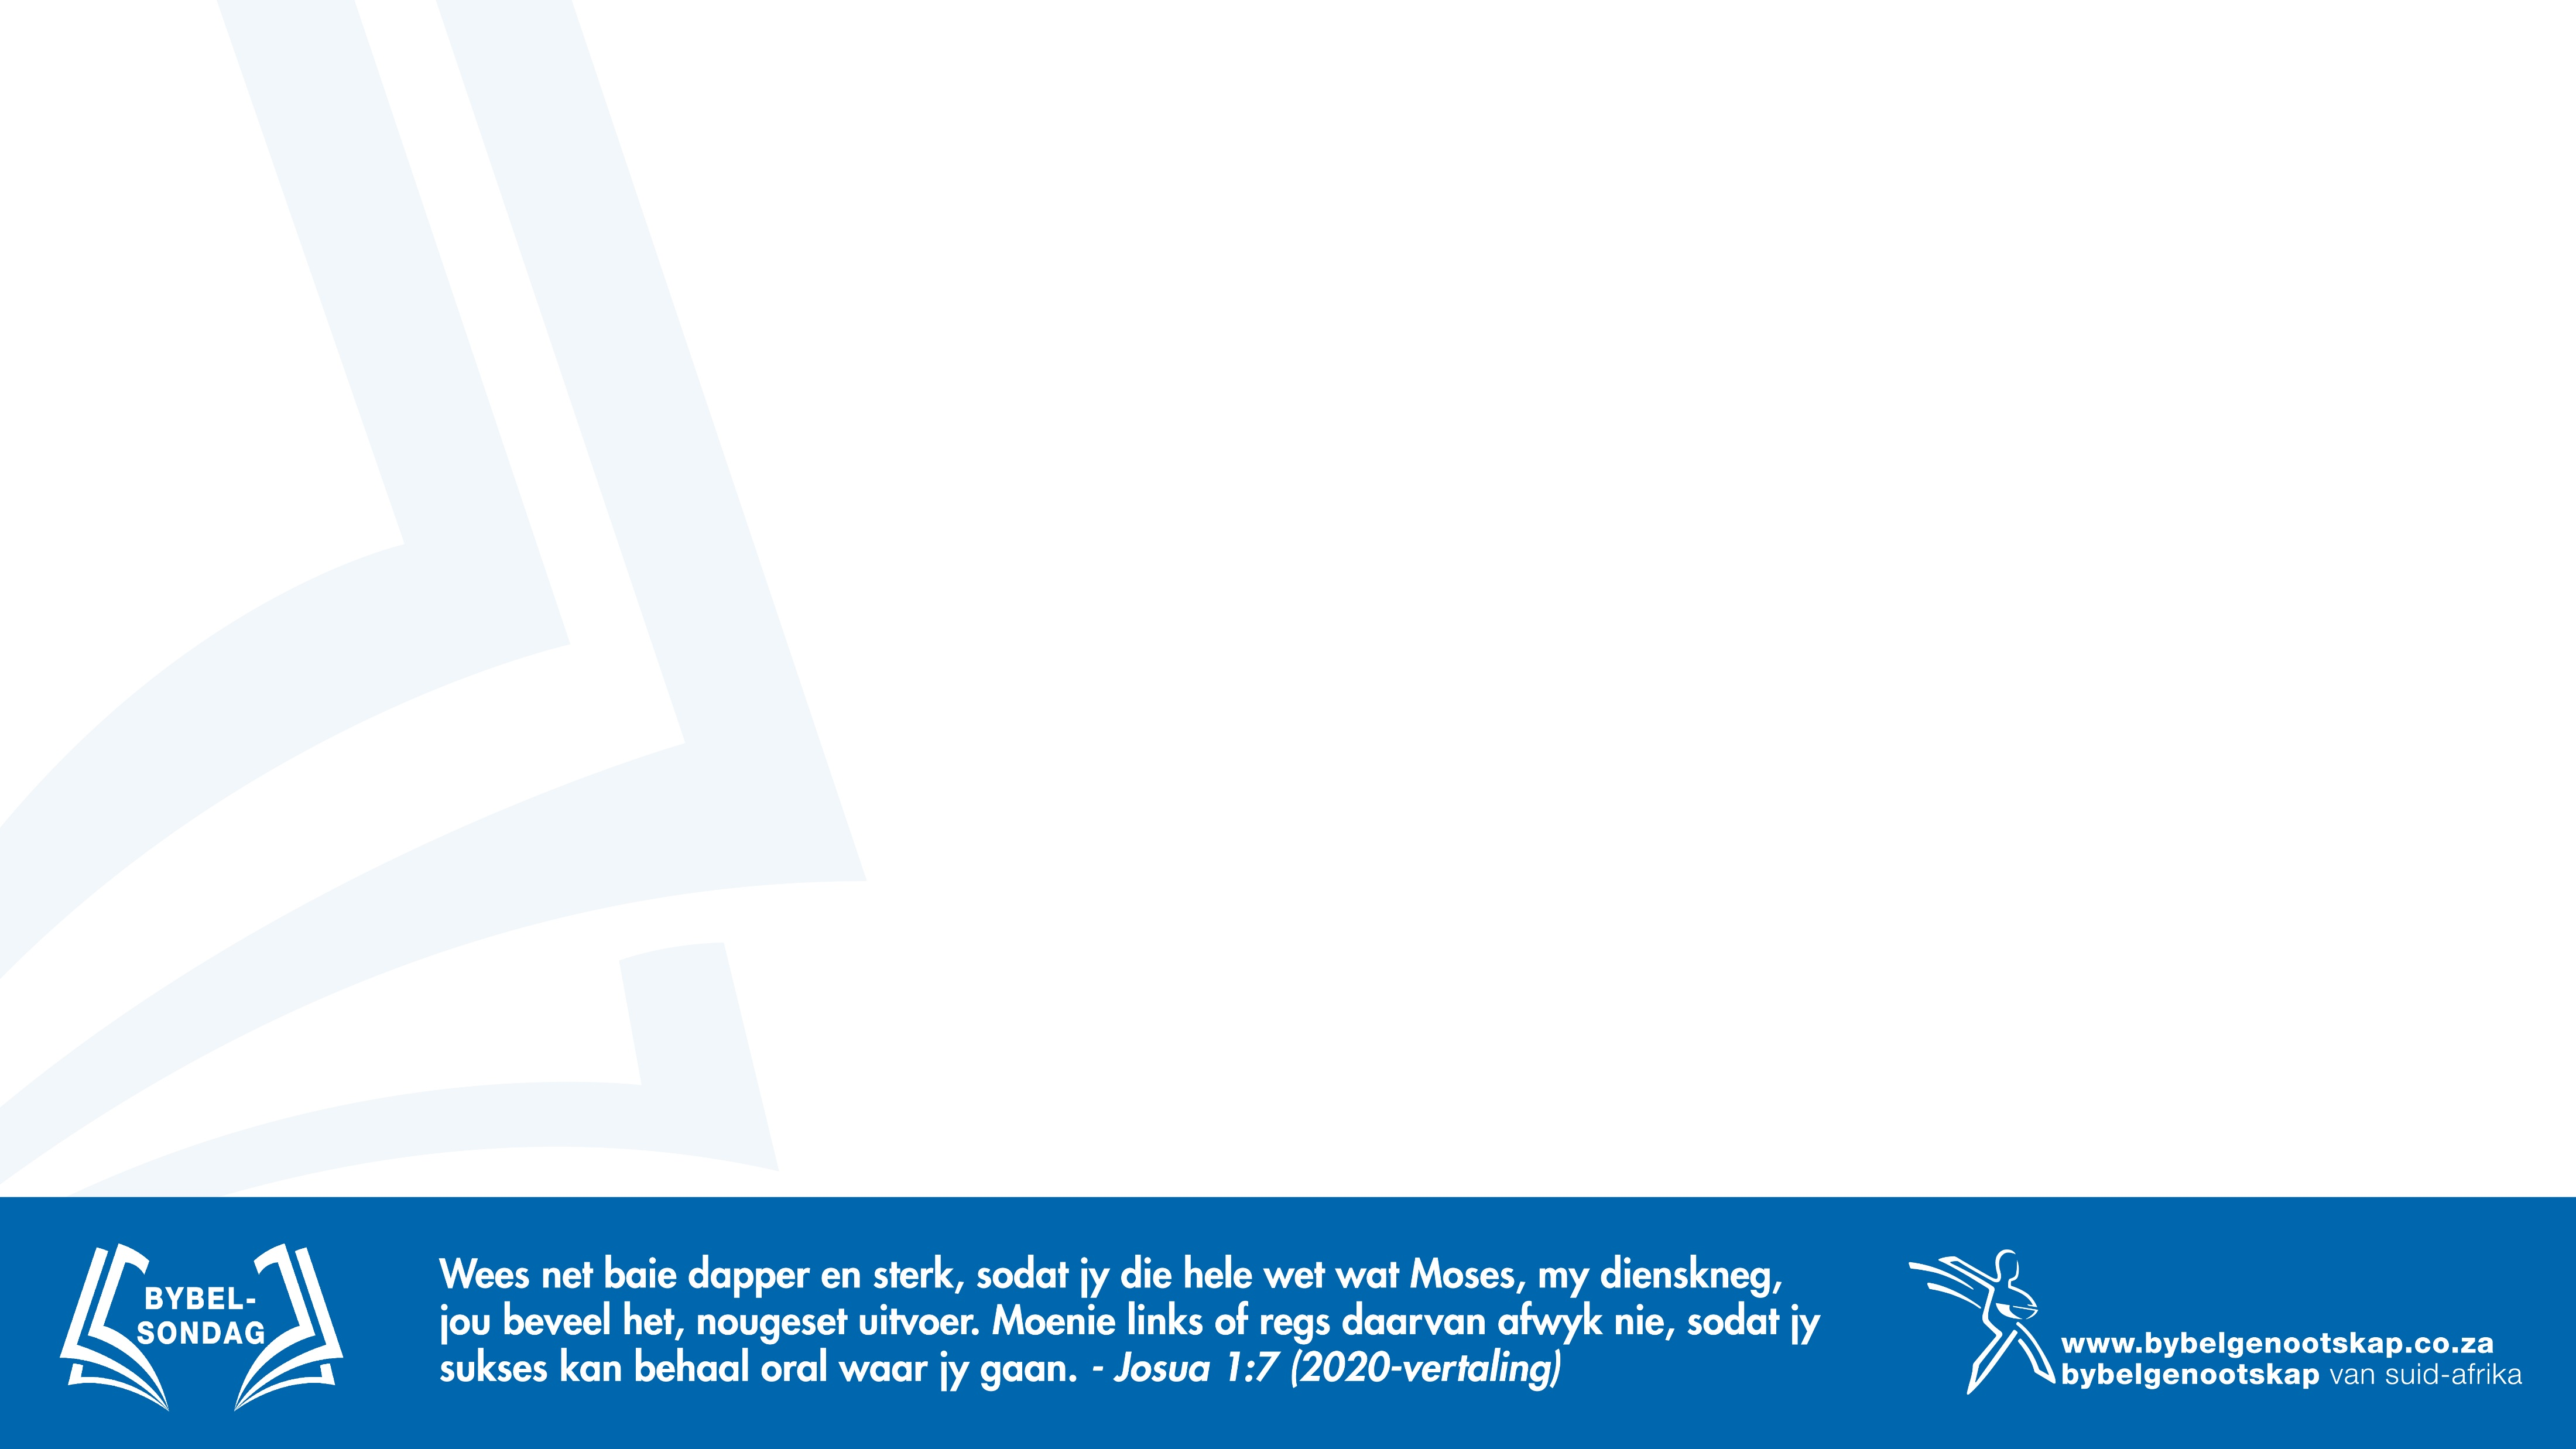 BYBEL-
SONDAG
Wees net baie dapper en sterk, sodat jy die hele wet wat Moses, my dienskneg,
jou beveel het, nougeset uitvoer. Moenie links of regs daarvan afwyk nie, sodat jy
sukses kan behaal oral waar jy gaan. - Josua 1:7 (2020-vertaling)
www.bybelgenootskap.co.za
bybelgenootskap van suid-afrika